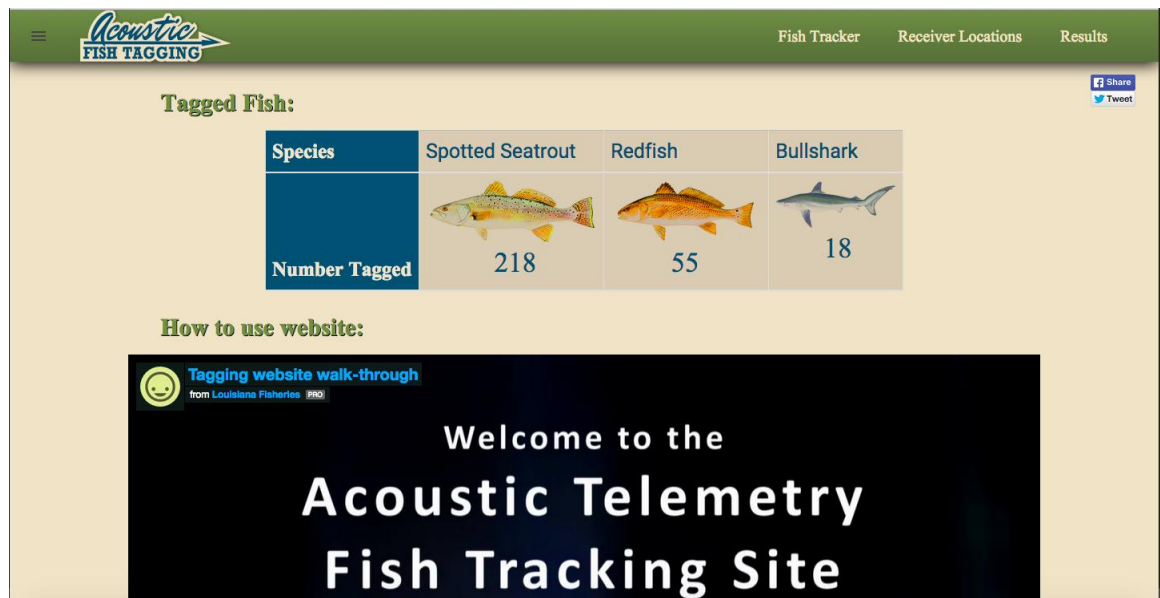 Acoustic
FISH TAGGING
Fish Tracker Receiver Locations Results
Share
Tweet
Tagged Fish:
Species Spotted Seatrout Redfish Bullshark
Number Tagged 218 55 18
How to use website:
Tagging website walk-through
from Louisiana Fisheries PRO
Welcome to the
Acoustic Telemetry
Fish Tracking Site